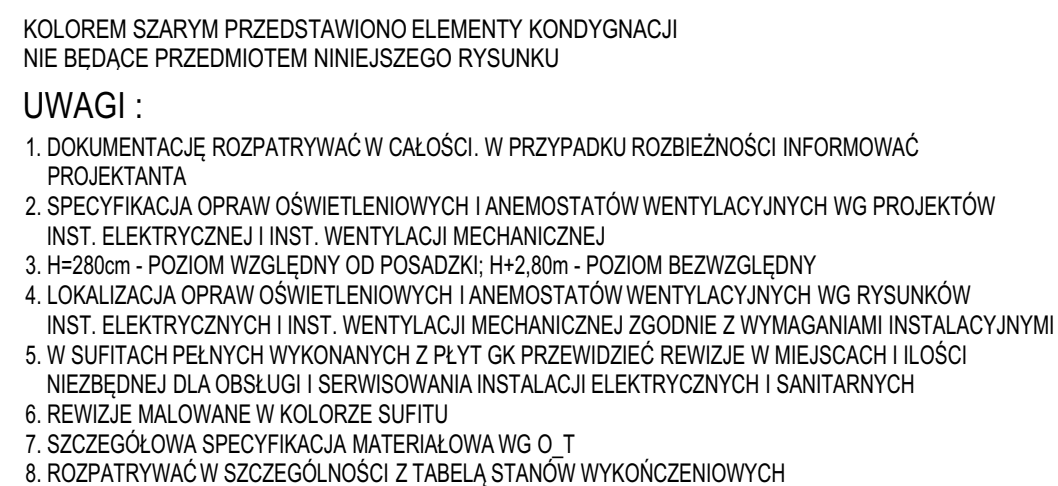 KOLOREM SZARYM PRZEDSTAWIONO ELEMENTY KONDYGNACJI
NIE BĘDĄCE PRZEDMIOTEM NINIEJSZEGO RYSUNKU
UWAGI :
1. DOKUMENTACJĘ ROZPATRYWAĆ W CAŁOŚCI. W PRZYPADKU ROZBIEŻNOŚCI INFORMOWAĆ
PROJEKTANTA
2. SPECYFIKACJA OPRAW OŚWIETLENIOWYCH I ANEMOSTATÓW WENTYLACYJNYCH WG PROJEKTÓW
INST. ELEKTRYCZNEJ I INST. WENTYLACJI MECHANICZNEJ
3. H=280cm - POZIOM WZGLĘDNY OD POSADZKI; H+2,80m - POZIOM BEZWZGLĘDNY
4. LOKALIZACJA OPRAW OŚWIETLENIOWYCH I ANEMOSTATÓW WENTYLACYJNYCH WG RYSUNKÓW
INST. ELEKTRYCZNYCH I INST. WENTYLACJI MECHANICZNEJ ZGODNIE Z WYMAGANIAMI INSTALACYJNYMI
5. W SUFITACH PEŁNYCH WYKONANYCH Z PŁYT GK PRZEWIDZIEĆ REWIZJE W MIEJSCACH I ILOŚCI
NIEZBĘDNEJ DLA OBSŁUGI I SERWISOWANIA INSTALACJI ELEKTRYCZNYCH I SANITARNYCH
6. REWIZJE MALOWANE W KOLORZE SUFITU
7. SZCZEGÓŁOWA SPECYFIKACJA MATERIAŁOWA WG O_T
8. ROZPATRYWAĆ W SZCZEGÓLNOŚCI Z TABELĄ STANÓW WYKOŃCZENIOWYCH